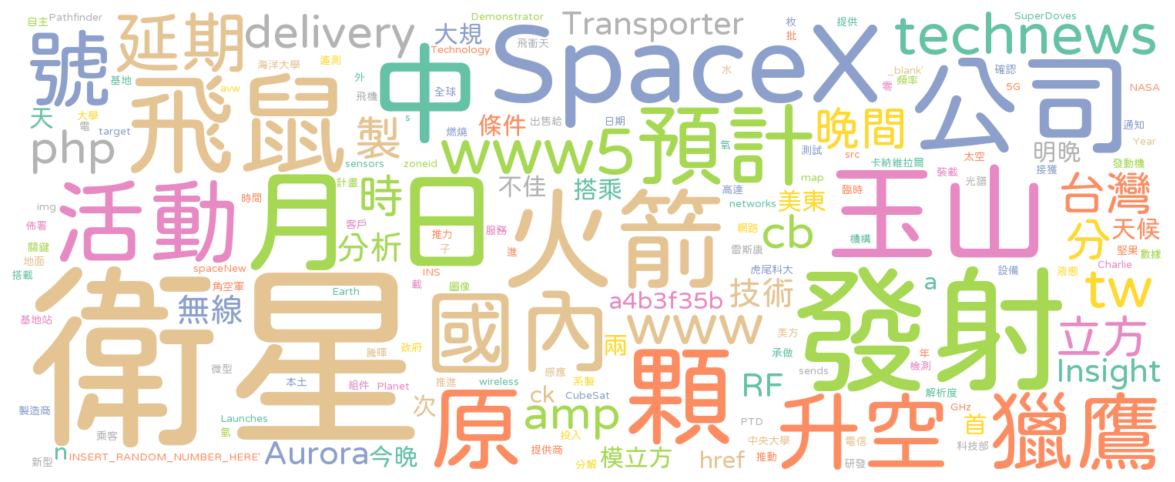 自主
Pathfinder
號
延期
delivery
大規
Demonstrator
Technology
飛衝天
SpaceX
Transporter
枚
批
提供
SuperDoves
technews
海洋大學
遙測
基地
外
飛機
中
全球
水
_blank'
零
頻率
確認
5G
公司
NASA
通知
Year
接獲
天
大學
電
target
avw
飛鼠
製
s
燃燒
條件
出售給
日期
氧
測試
src
晚間
卡納維拉爾
太空
明晚
發動機
php
sensors
zoneid
www5
預計
高達
map
裝載
光譜
img
佈署
活動
時間
月
計畫
時
日
不佳
搭乘
networks
美東
臨時
玉山
台灣
關鍵
地面
搭載
客戶
分析
推力
子
服務
進
火箭
網路
雷斯康
cb
機構
分
天候
堅果
數據
spaceNew
角空軍
INS
載
圖像
虎尾科大
設備
液態
Charlie
衛星
無線
Earth
國內
a4b3f35b
技術
發射
a
tw
基地站
騰暉
政府
www
兩
美方
承做
年
檢測
立方
微型
本土
組件
Planet
推進
感應
系製
wireless
CubeSat
顆
RF
sends
解析度
Insight
製造商
乘客
Launches
氫
次
原
ck
amp
提供商
投入
PTD
中央大學
推動
升空
電信
研發
GHz
首
科技部
獵鷹
新型
n
INSERT_RANDOM_NUMBER_HERE'
Aurora
今晚
分解
模立方
href